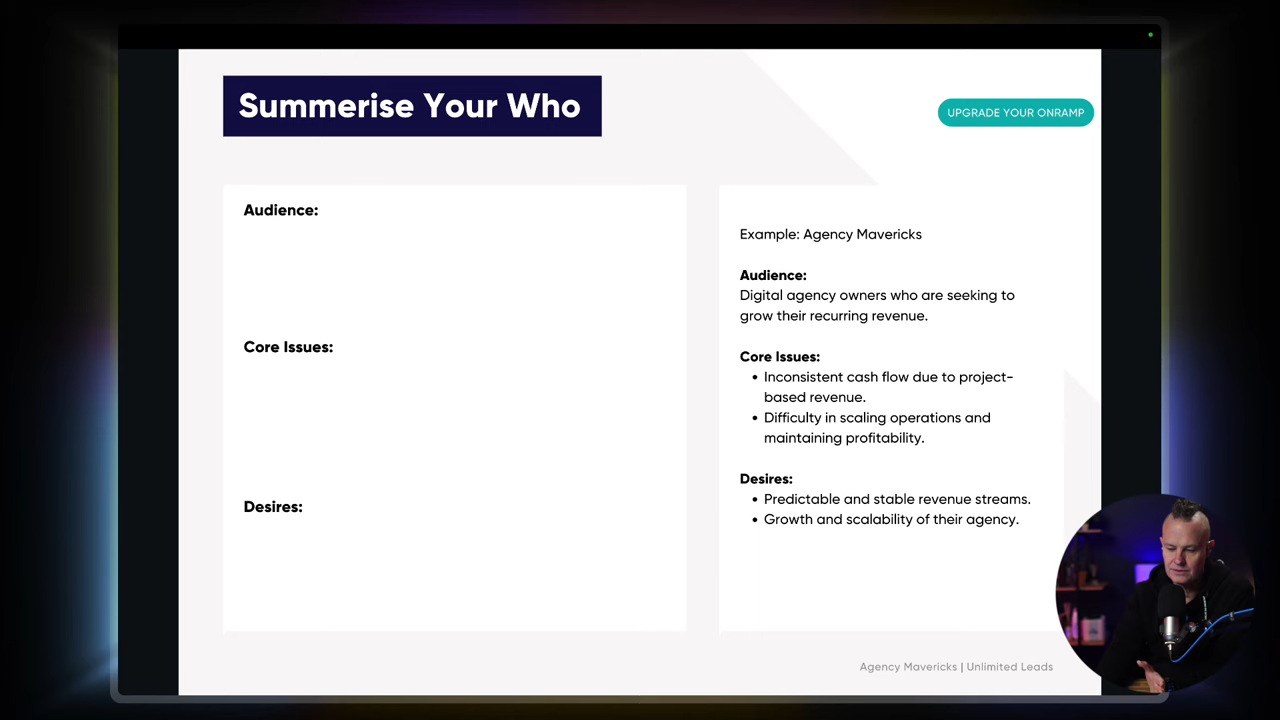 Summerise Your Who
UPGRADE YOUR ONRAMP
Audience:
Core Issues:
Desires:
Example: Agency Mavericks
Audience:
Digital agency owners who are seeking to
grow their recurring revenue.
Core Issues:
• Inconsistent cash flow due to project-
based revenue.
• Difficulty in scaling operations and
maintaining profitability.
Desires:
• Predictable and stable revenue streams.
• Growth and scalability of their agency.
Agency Mavericks | Unlimited Leads